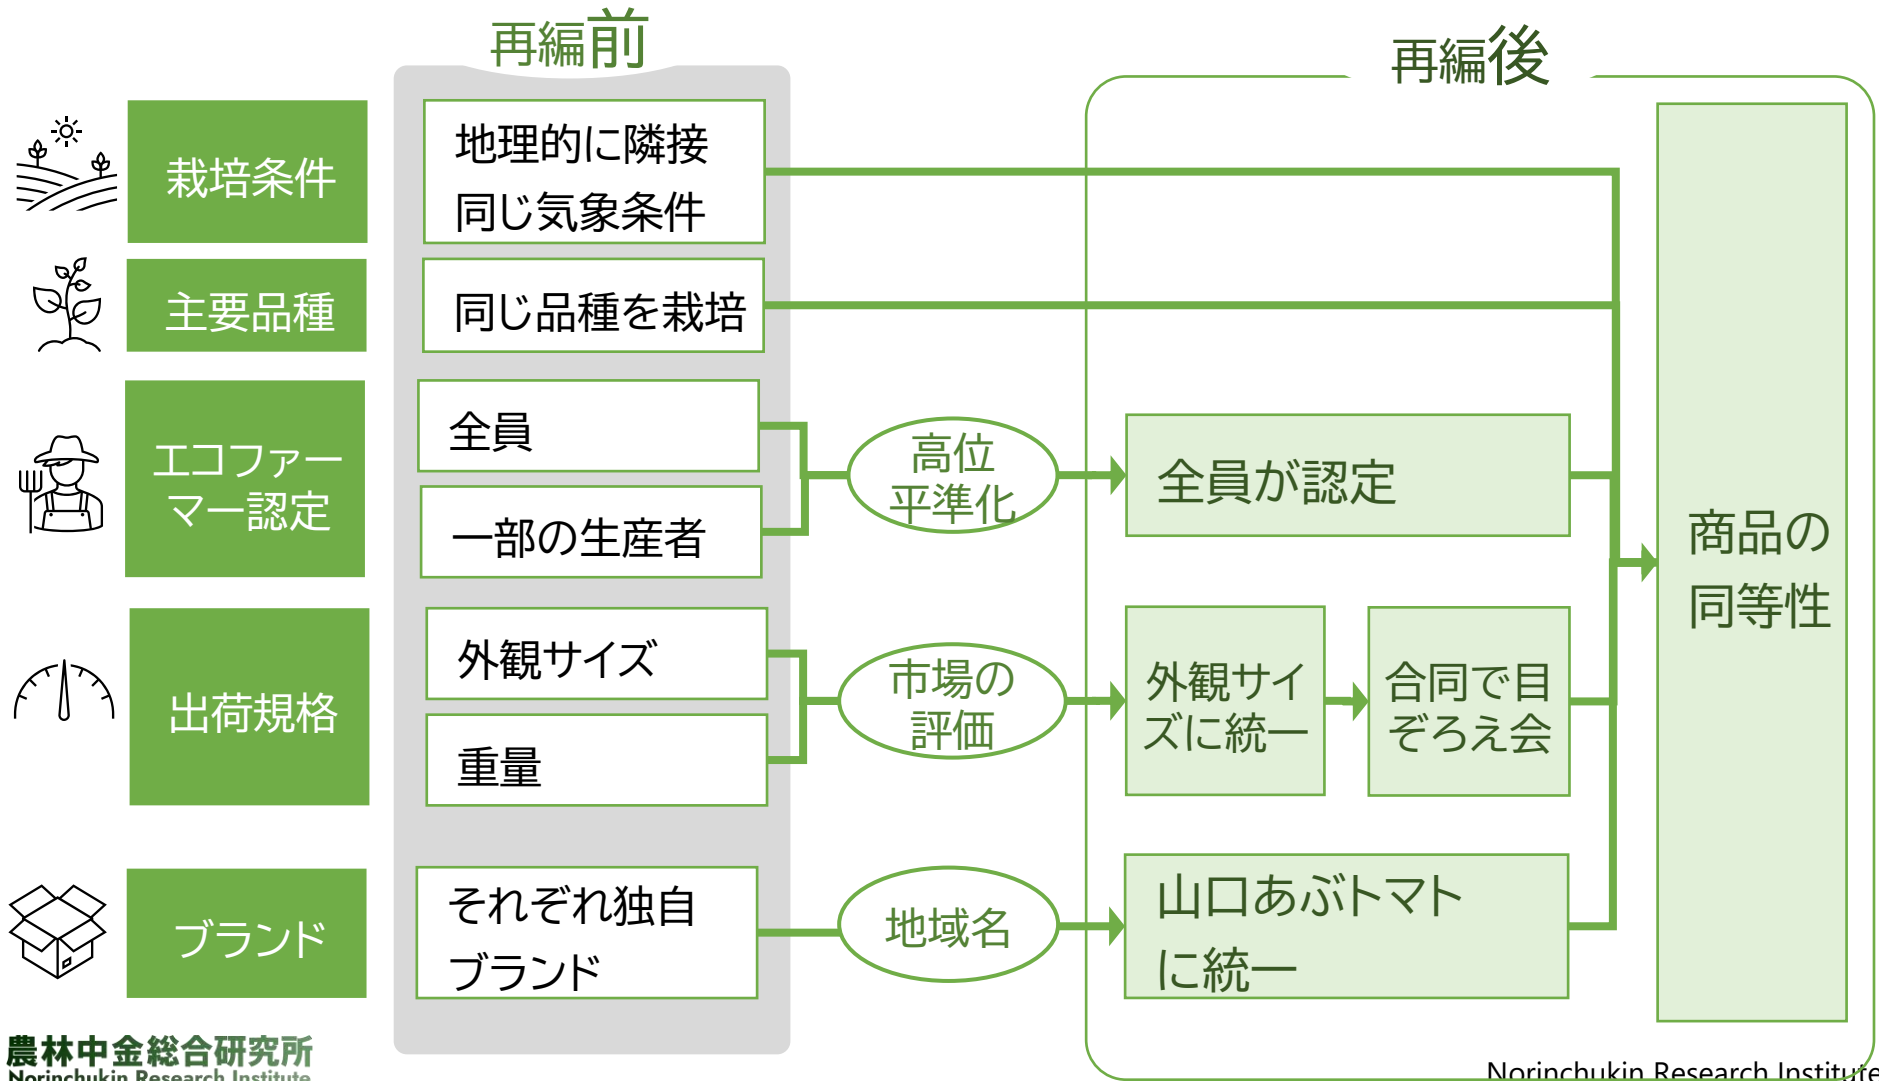 再編前
再編後
栽培条件
地理的に隣接
同じ気象条件
主要品種
同じ品種を栽培
エコファー
マー認定
全員
一部の生産者
高位
平準化
全員が認定
商品の
同等性
出荷規格
外観サイズ
重量
市場の
評価
外観サイ
ズに統一
合同で目
ぞろえ会
ブランド
それぞれ独自
ブランド
地域名
山口あぶトマト
に統一
農林中金総合研究所
Norinchukin Research Institute
Norinchukin Research Institute